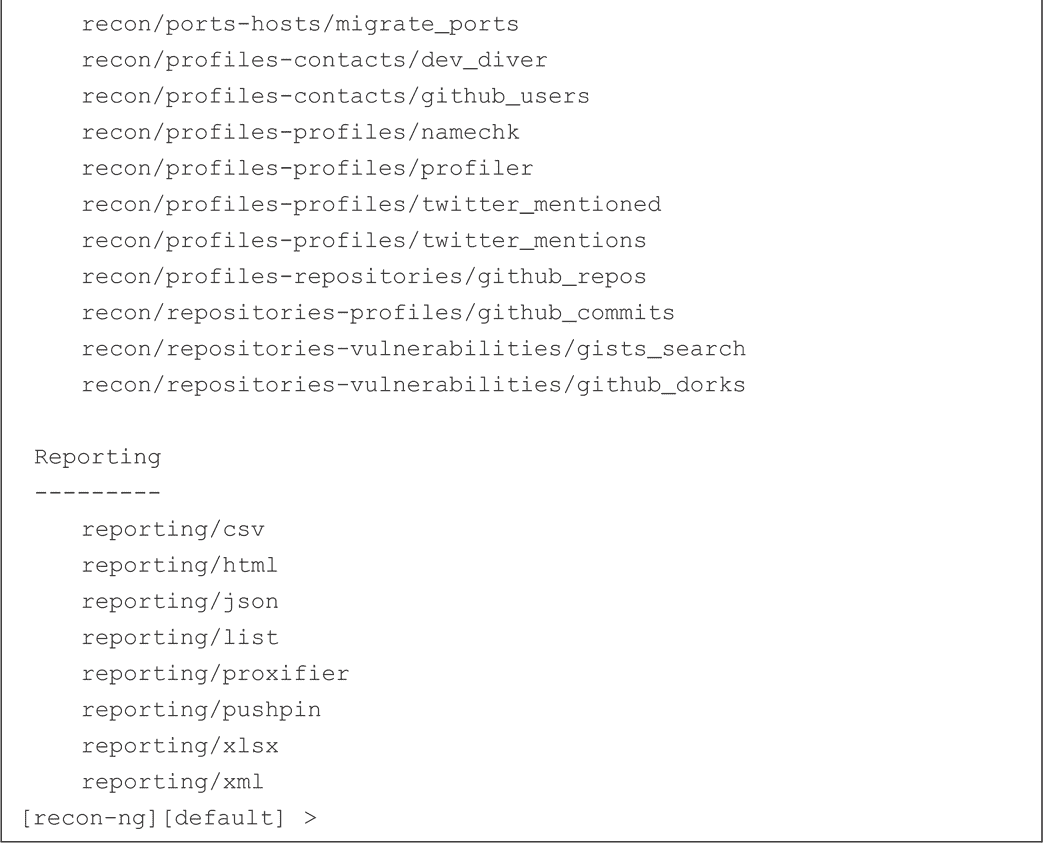 recon/ports-hosts/migrate_ports
recon/profiles-contacts/dev_diver
recon/profiles-contacts/github_users
recon/profiles-profiles/namechk
recon/profiles-profiles/profiler
recon/profiles-profiles/twitter_mentioned
recon/profiles-profiles/twitter_mentions
recon/profiles-repositories/github_repos
recon/repositories-profiles/github_commits
recon/repositories-vulnerabilities/gists_search
recon/repositories-vulnerabilities/github_dorks
Reporting
---------
reporting/csv
reporting/html
reporting/json
reporting/list
reporting/proxifier
reporting/pushpin
reporting/xlsx
reporting/xml
[recon-ng][default] >